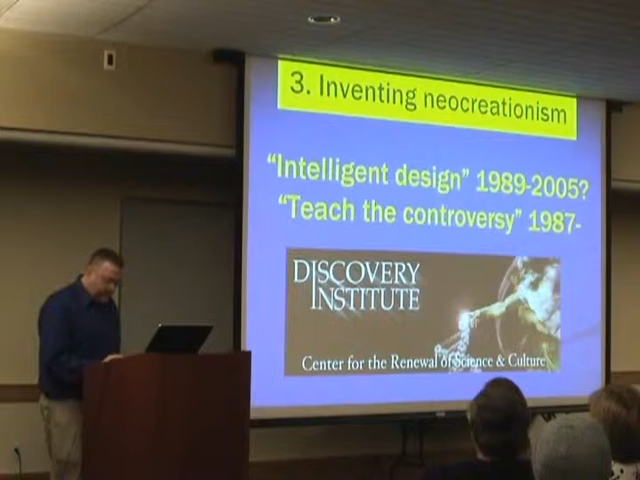 3. Inventing neocreationism
“Intelligent design” 1989-2005?
“Teach the controversy” 1987-
DISCOVERY
INSTITUTE
Center for the Renewal of Science & Culture